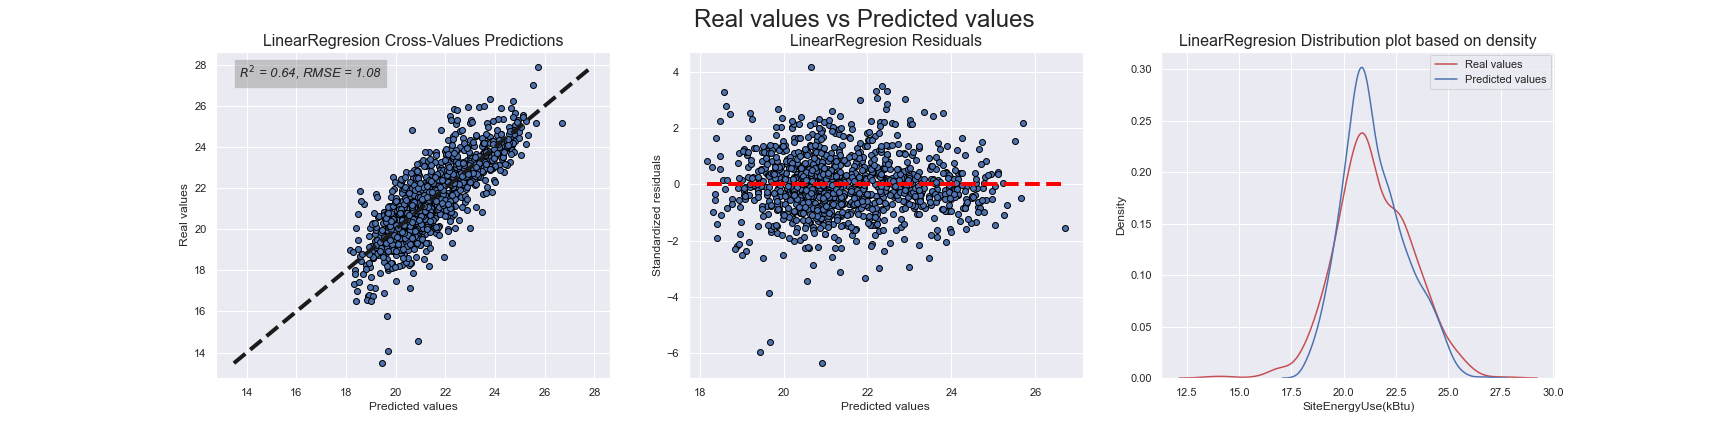 Real values vs Predicted values
LinearRegresion Cross-Values Predictions
R² = 0.64, RMSE = 1.08
28
26
24
22
20
18
16
14
Real values
14 16 18 20 22 24 26 28
Predicted values
LinearRegresion Residuals
4
2
0
−2
−4
−6
Standardized residuals
18 20 22 24 26
Predicted values
LinearRegresion Distribution plot based on density
Real values
Predicted values
0.30
0.25
0.20
0.15
0.10
0.05
0.00
Density
12.5 15.0 17.5 20.0 22.5 25.0 27.5 30.0
SiteEnergyUse(kBtu)